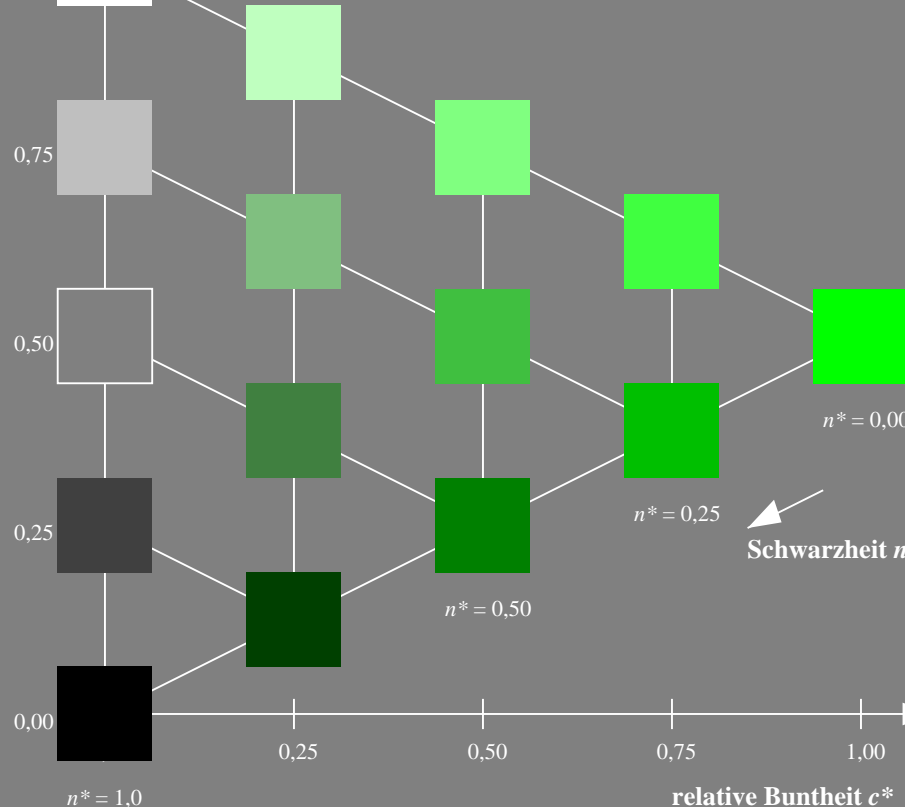 0,75
0,50
n* = 0,00
0,25
n* = 0,25
Schwarzheit n
n* = 0,50
0,00
0,25
0,50
0,75
1,00
n* = 1,0
relative Buntheit c*